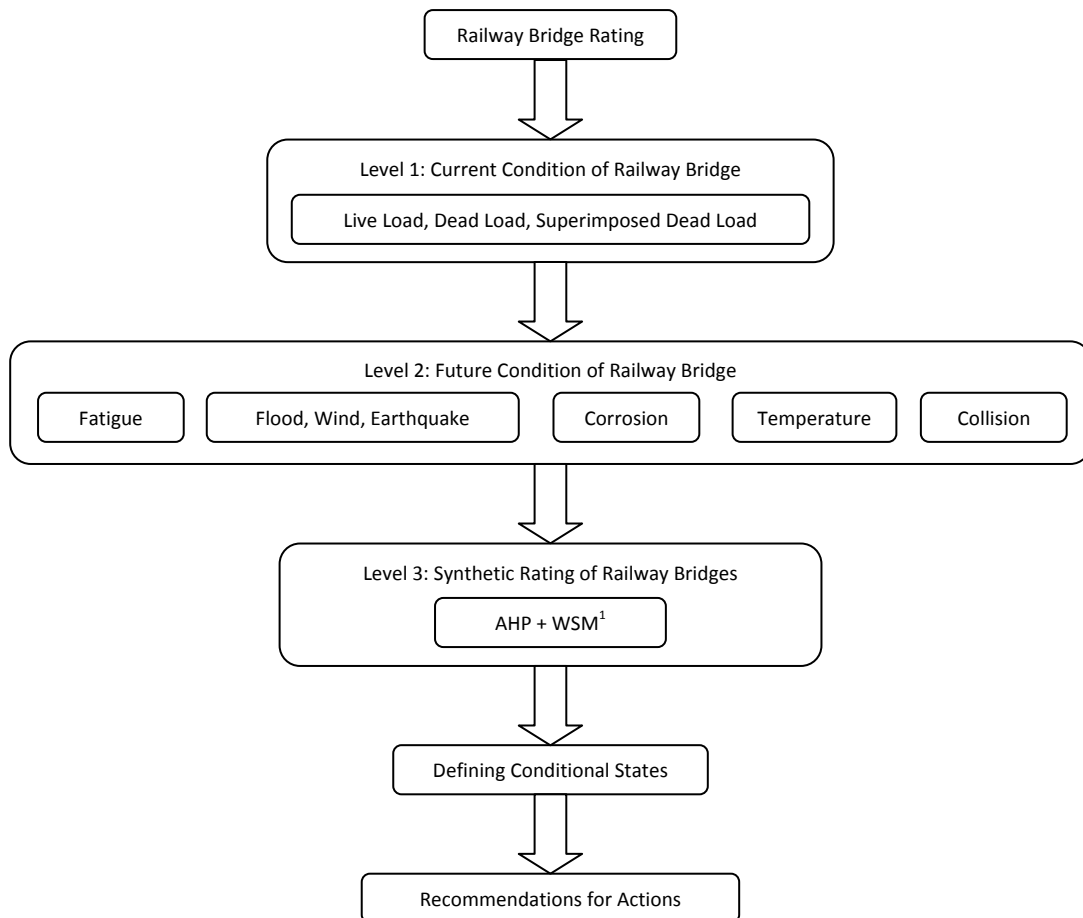 Railway Bridge Rating
Level 1: Current Condition of Railway Bridge
Live Load, Dead Load, Superimposed Dead Load
Level 2: Future Condition of Railway Bridge
Fatigue
Flood, Wind, Earthquake
Corrosion
Temperature
Collision
Level 3: Synthetic Rating of Railway Bridges
AHP + WSM¹
Defining Conditional States
Recommendations for Actions